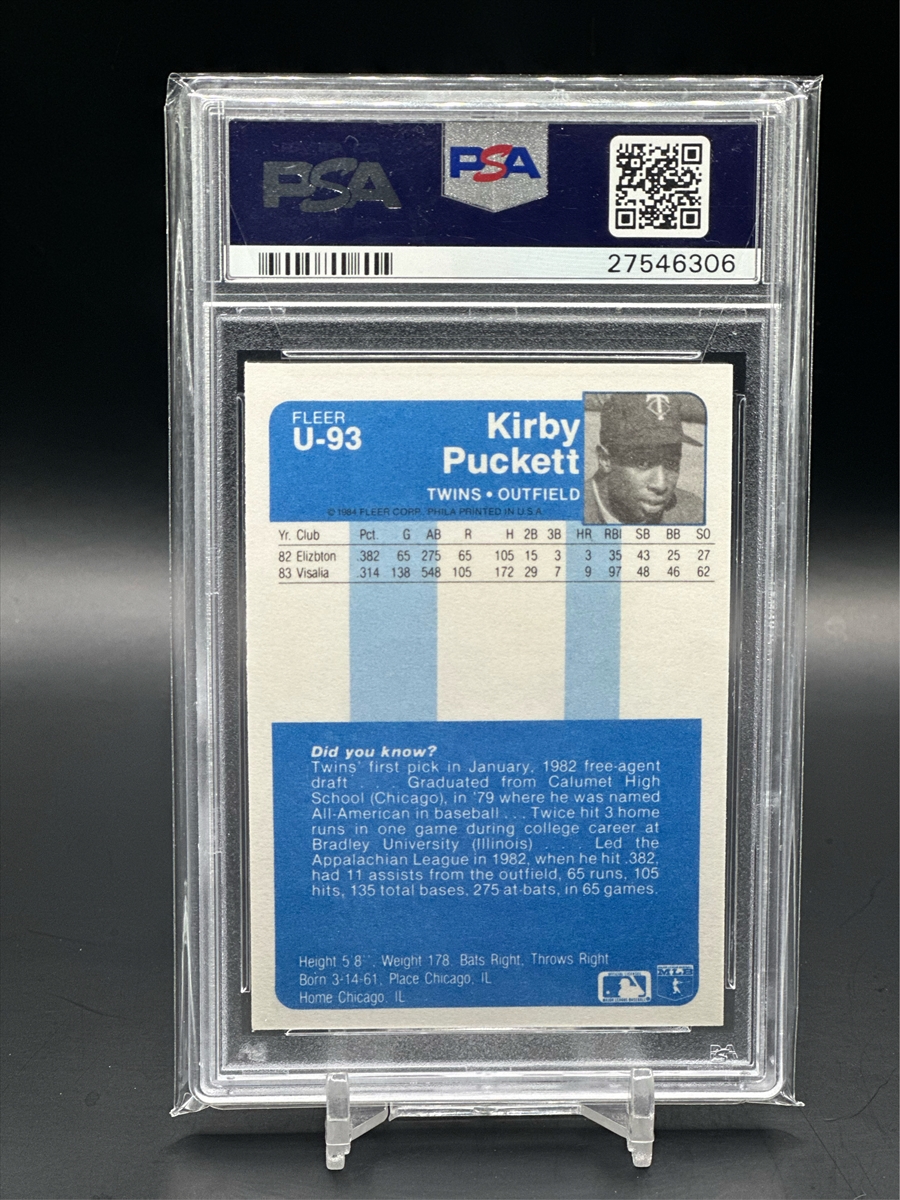 PSA PSA
27546306
FLEER
U-93
Kirby
Puckett
TWINS • OUTFIELD
© 1984 FLEER CORP. PHILA PRINTED IN U.S.A.
Yr. Club Pct. G AB R H 2B 3B HR RBI SB BB SO
82 Elizbton .382 65 275 65 105 15 3 3 35 43 25 27
83 Visalia .314 138 548 105 172 29 7 9 97 48 46 62
Did you know?
Twins' first pick in January, 1982 free-agent
draft . . . Graduated from Calumet High
School (Chicago), in '79 where he was named
All-American in baseball . . . Twice hit 3 home
runs in one game during college career at
Bradley University (Illinois) . . . Led the
Appalachian League in 1982, when he hit .382,
had 11 assists from the outfield, 65 runs, 105
hits, 135 total bases, 275 at-bats, in 65 games.
Height 5'8'', Weight 178, Bats Right, Throws Right
Born 3-14-61, Place Chicago, IL
Home Chicago, IL
PSA